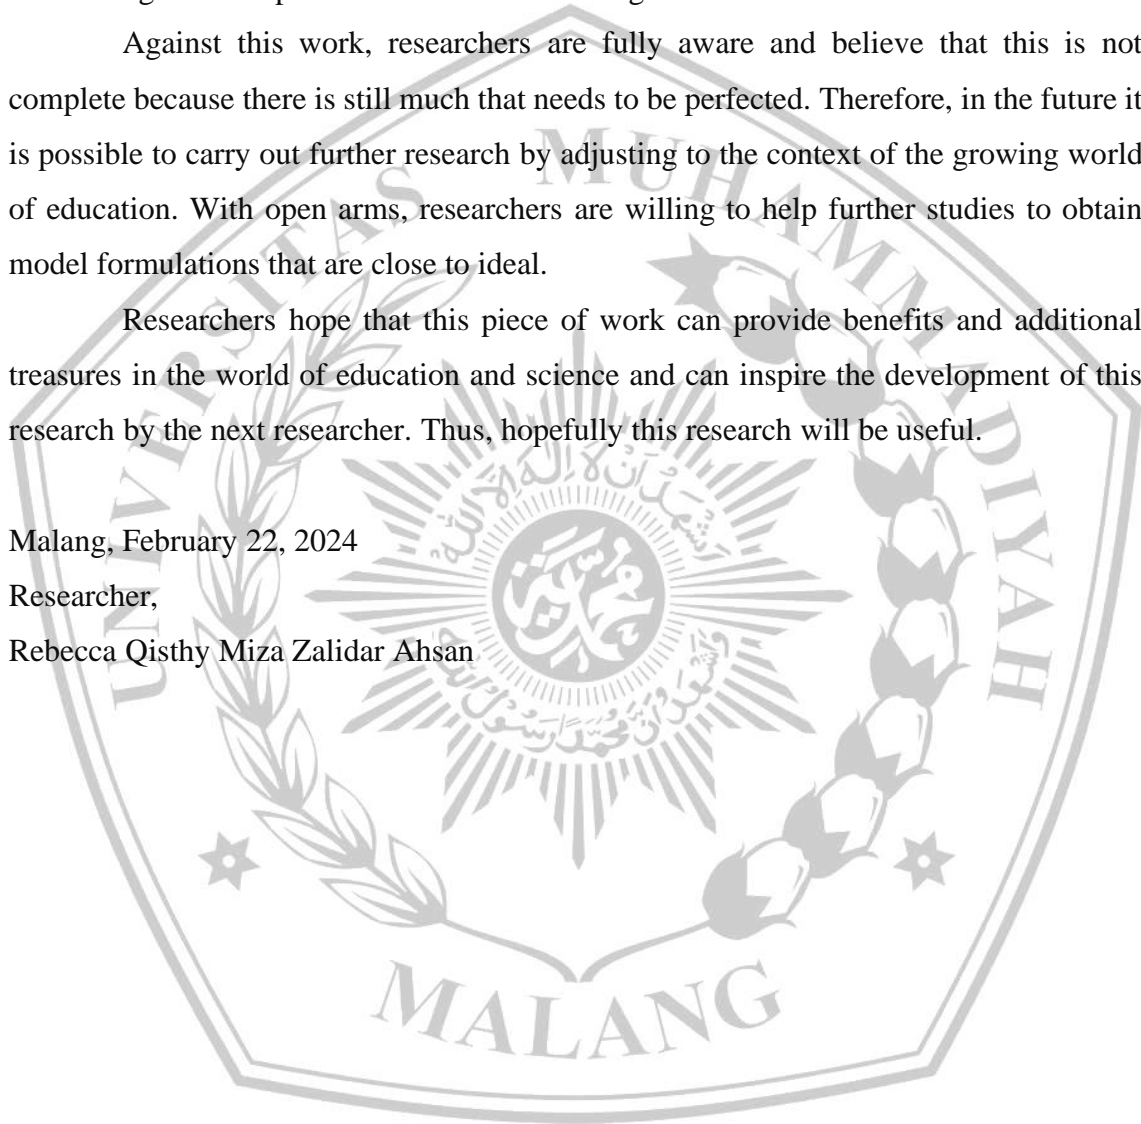 Against this work, researchers are fully aware and believe that this is not
complete because there is still much that needs to be perfected. Therefore, in the future it
is possible to carry out further research by adjusting to the context of the growing world
of education. With open arms, researchers are willing to help further studies to obtain
model formulations that are close to ideal.
Researchers hope that this piece of work can provide benefits and additional
treasures in the world of education and science and can inspire the development of this
research by the next researcher. Thus, hopefully this research will be useful.
Malang, February 22, 2024
Researcher,
Rebecca Qisthy Miza Zalidar Ahsan
UNIVERSITAS MUHAMMADIYAH
MALANG